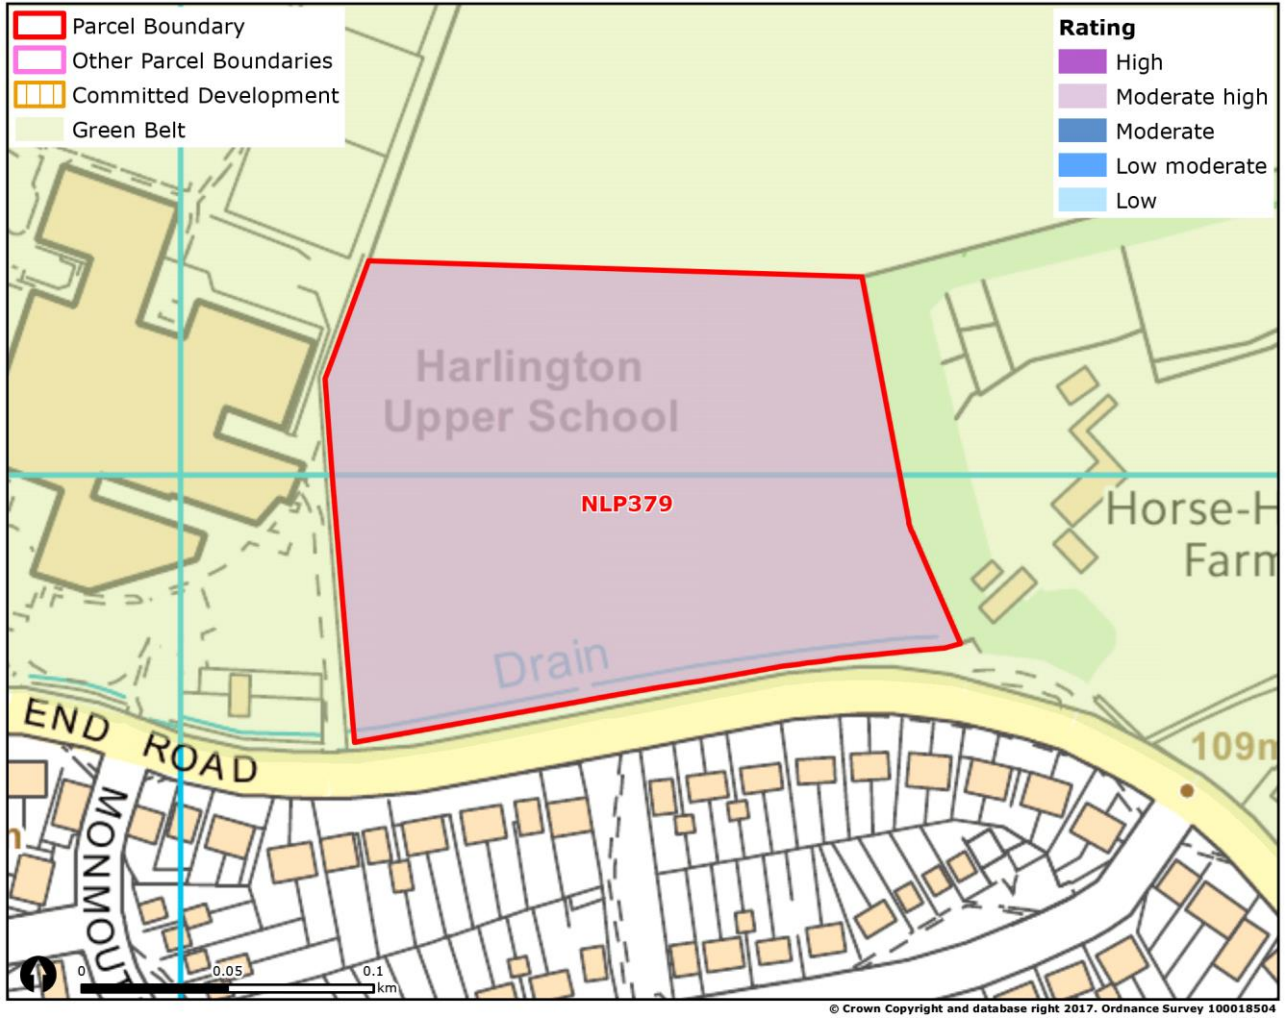 Parcel Boundary
Other Parcel Boundaries
Committed Development
Green Belt
Rating
High
Moderate high
Moderate
Low moderate
Low
Harlington
Upper School
NLP379
Horse-H
Farm
Drain
END ROAD
109m
MONMOUT
0 0.05 0.1
km
© Crown Copyright and database right 2017. Ordnance Survey 100018504